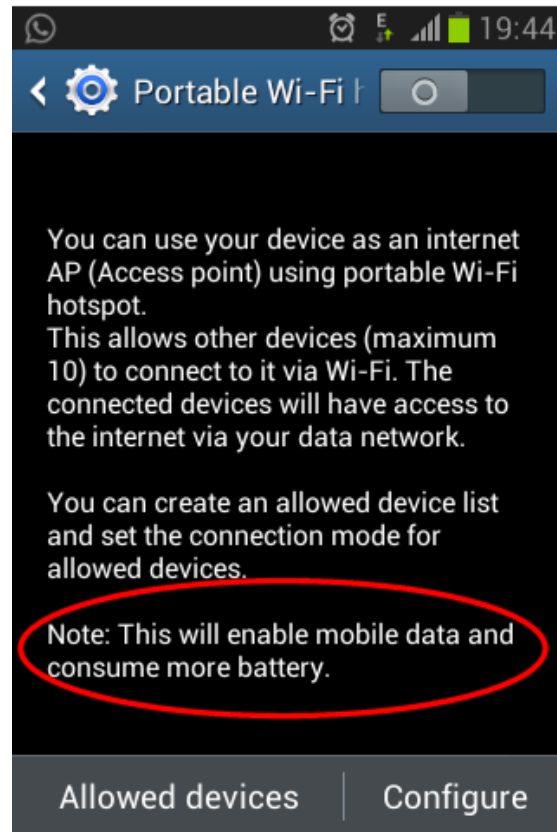 E 19:44
Portable Wi-Fi
You can use your device as an internet
AP (Access point) using portable Wi-Fi
hotspot.
This allows other devices (maximum
10) to connect to it via Wi-Fi. The
connected devices will have access to
the internet via your data network.
You can create an allowed device list
and set the connection mode for
allowed devices.
Note: This will enable mobile data and
consume more battery.
Allowed devices Configure